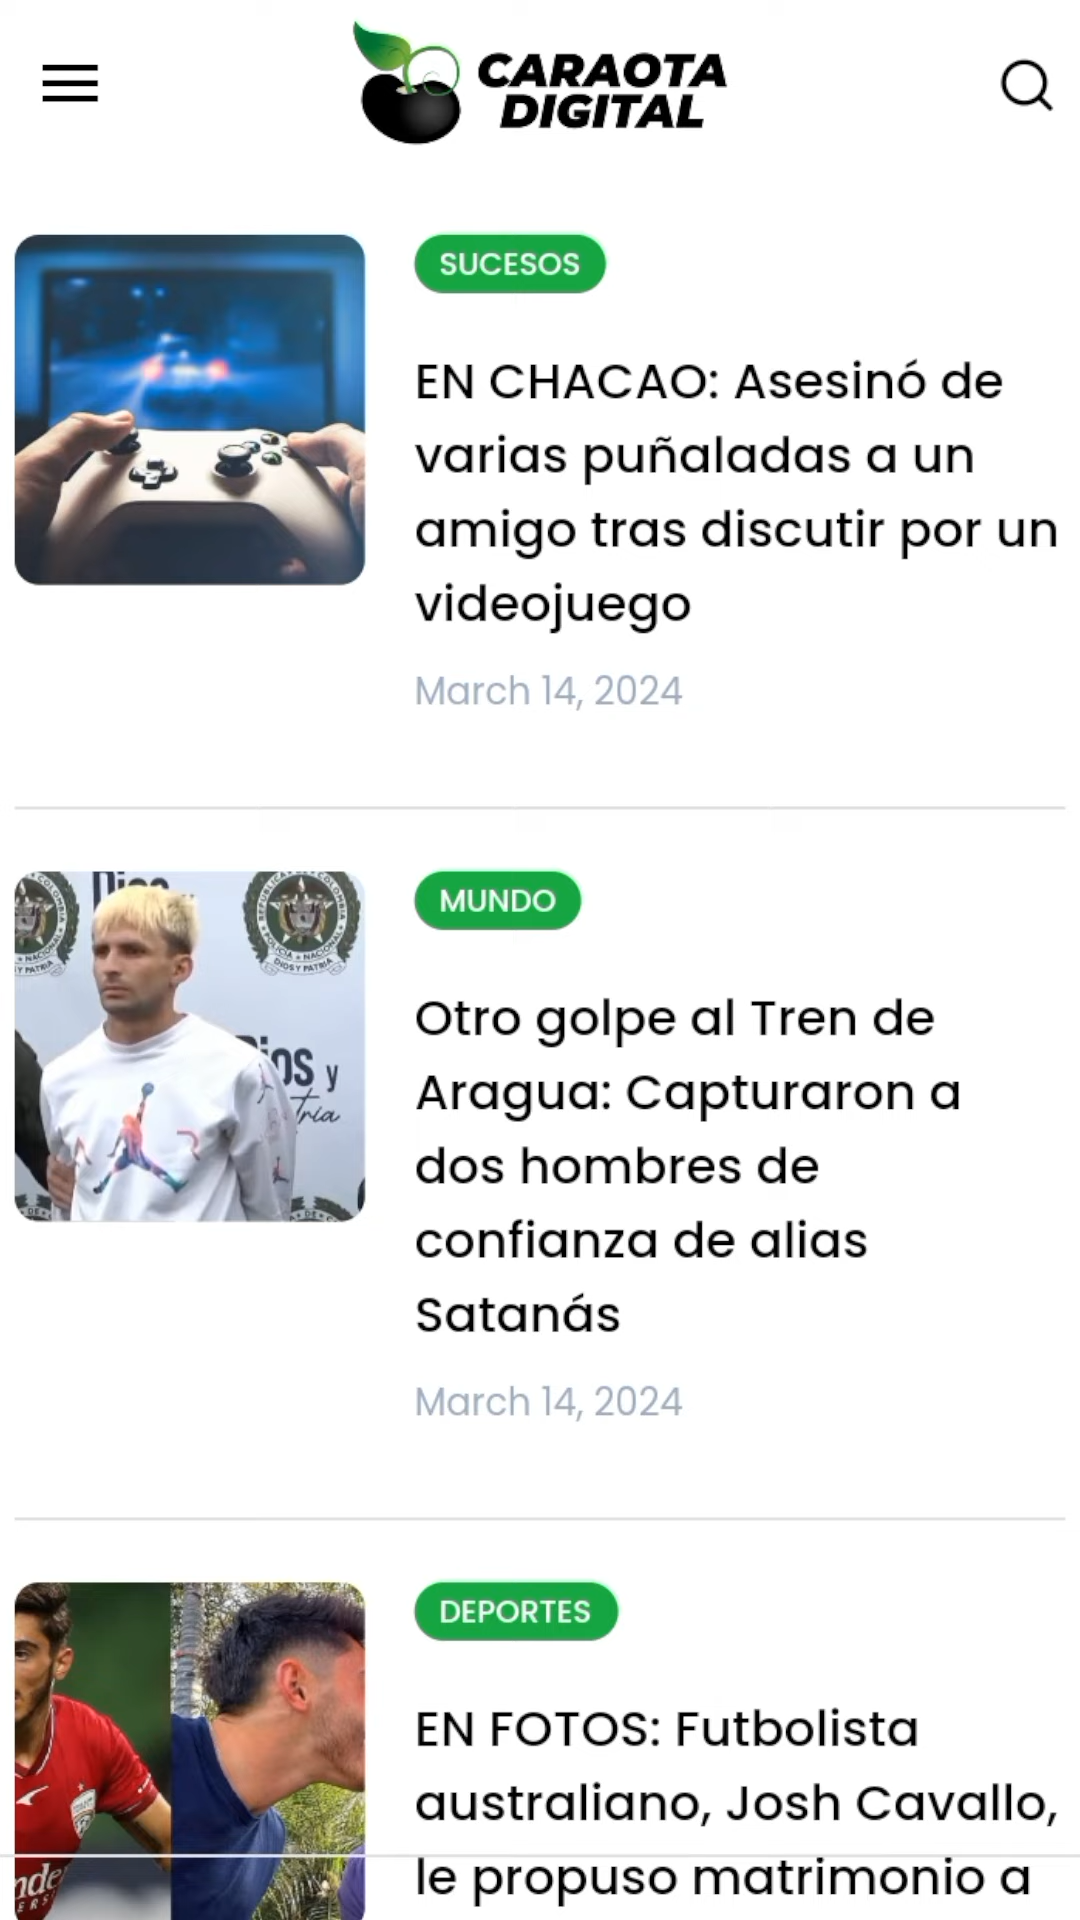 CARAOTA
DIGITAL
SUCESOS
EN CHACAO: Asesinó de
varias puñaladas a un
amigo tras discutir por un
videojuego
March 14, 2024
MUNDO
Otro golpe al Tren de
Aragua: Capturaron a
dos hombres de
confianza de alias
Satanás
March 14, 2024
DEPORTES
EN FOTOS: Futbolista
australiano, Josh Cavallo,
le propuso matrimonio a